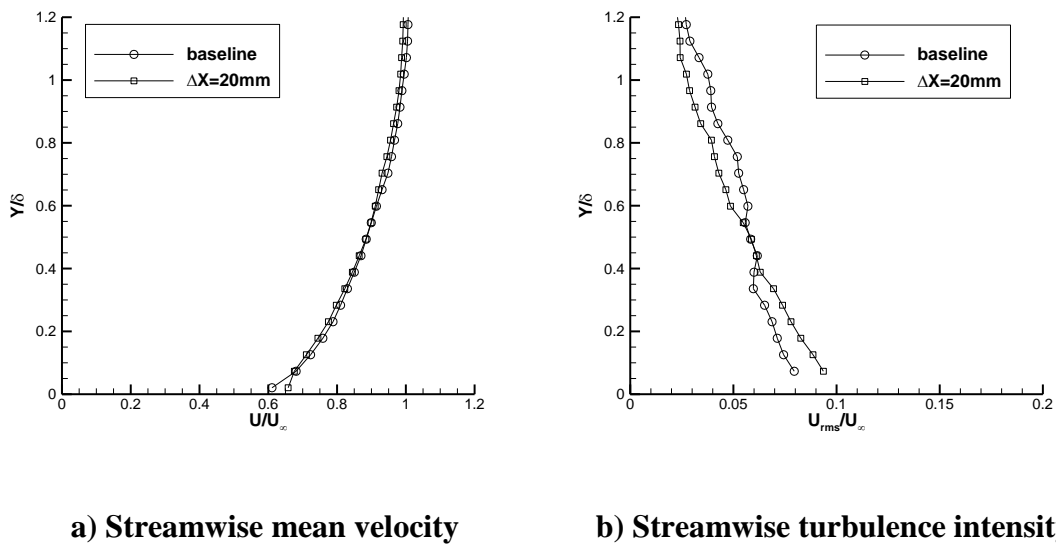 baseline
ΔX=20mm
Y/δ
1.2
1
0.8
0.6
0.4
0.2
0
0 0.2 0.4 0.6 0.8 1 1.2
U/U∞
a) Streamwise mean velocity
baseline
ΔX=20mm
Y/δ
1.2
1
0.8
0.6
0.4
0.2
0
0 0.05 0.1 0.15 0.2
Urms/U∞
b) Streamwise turbulence intensit